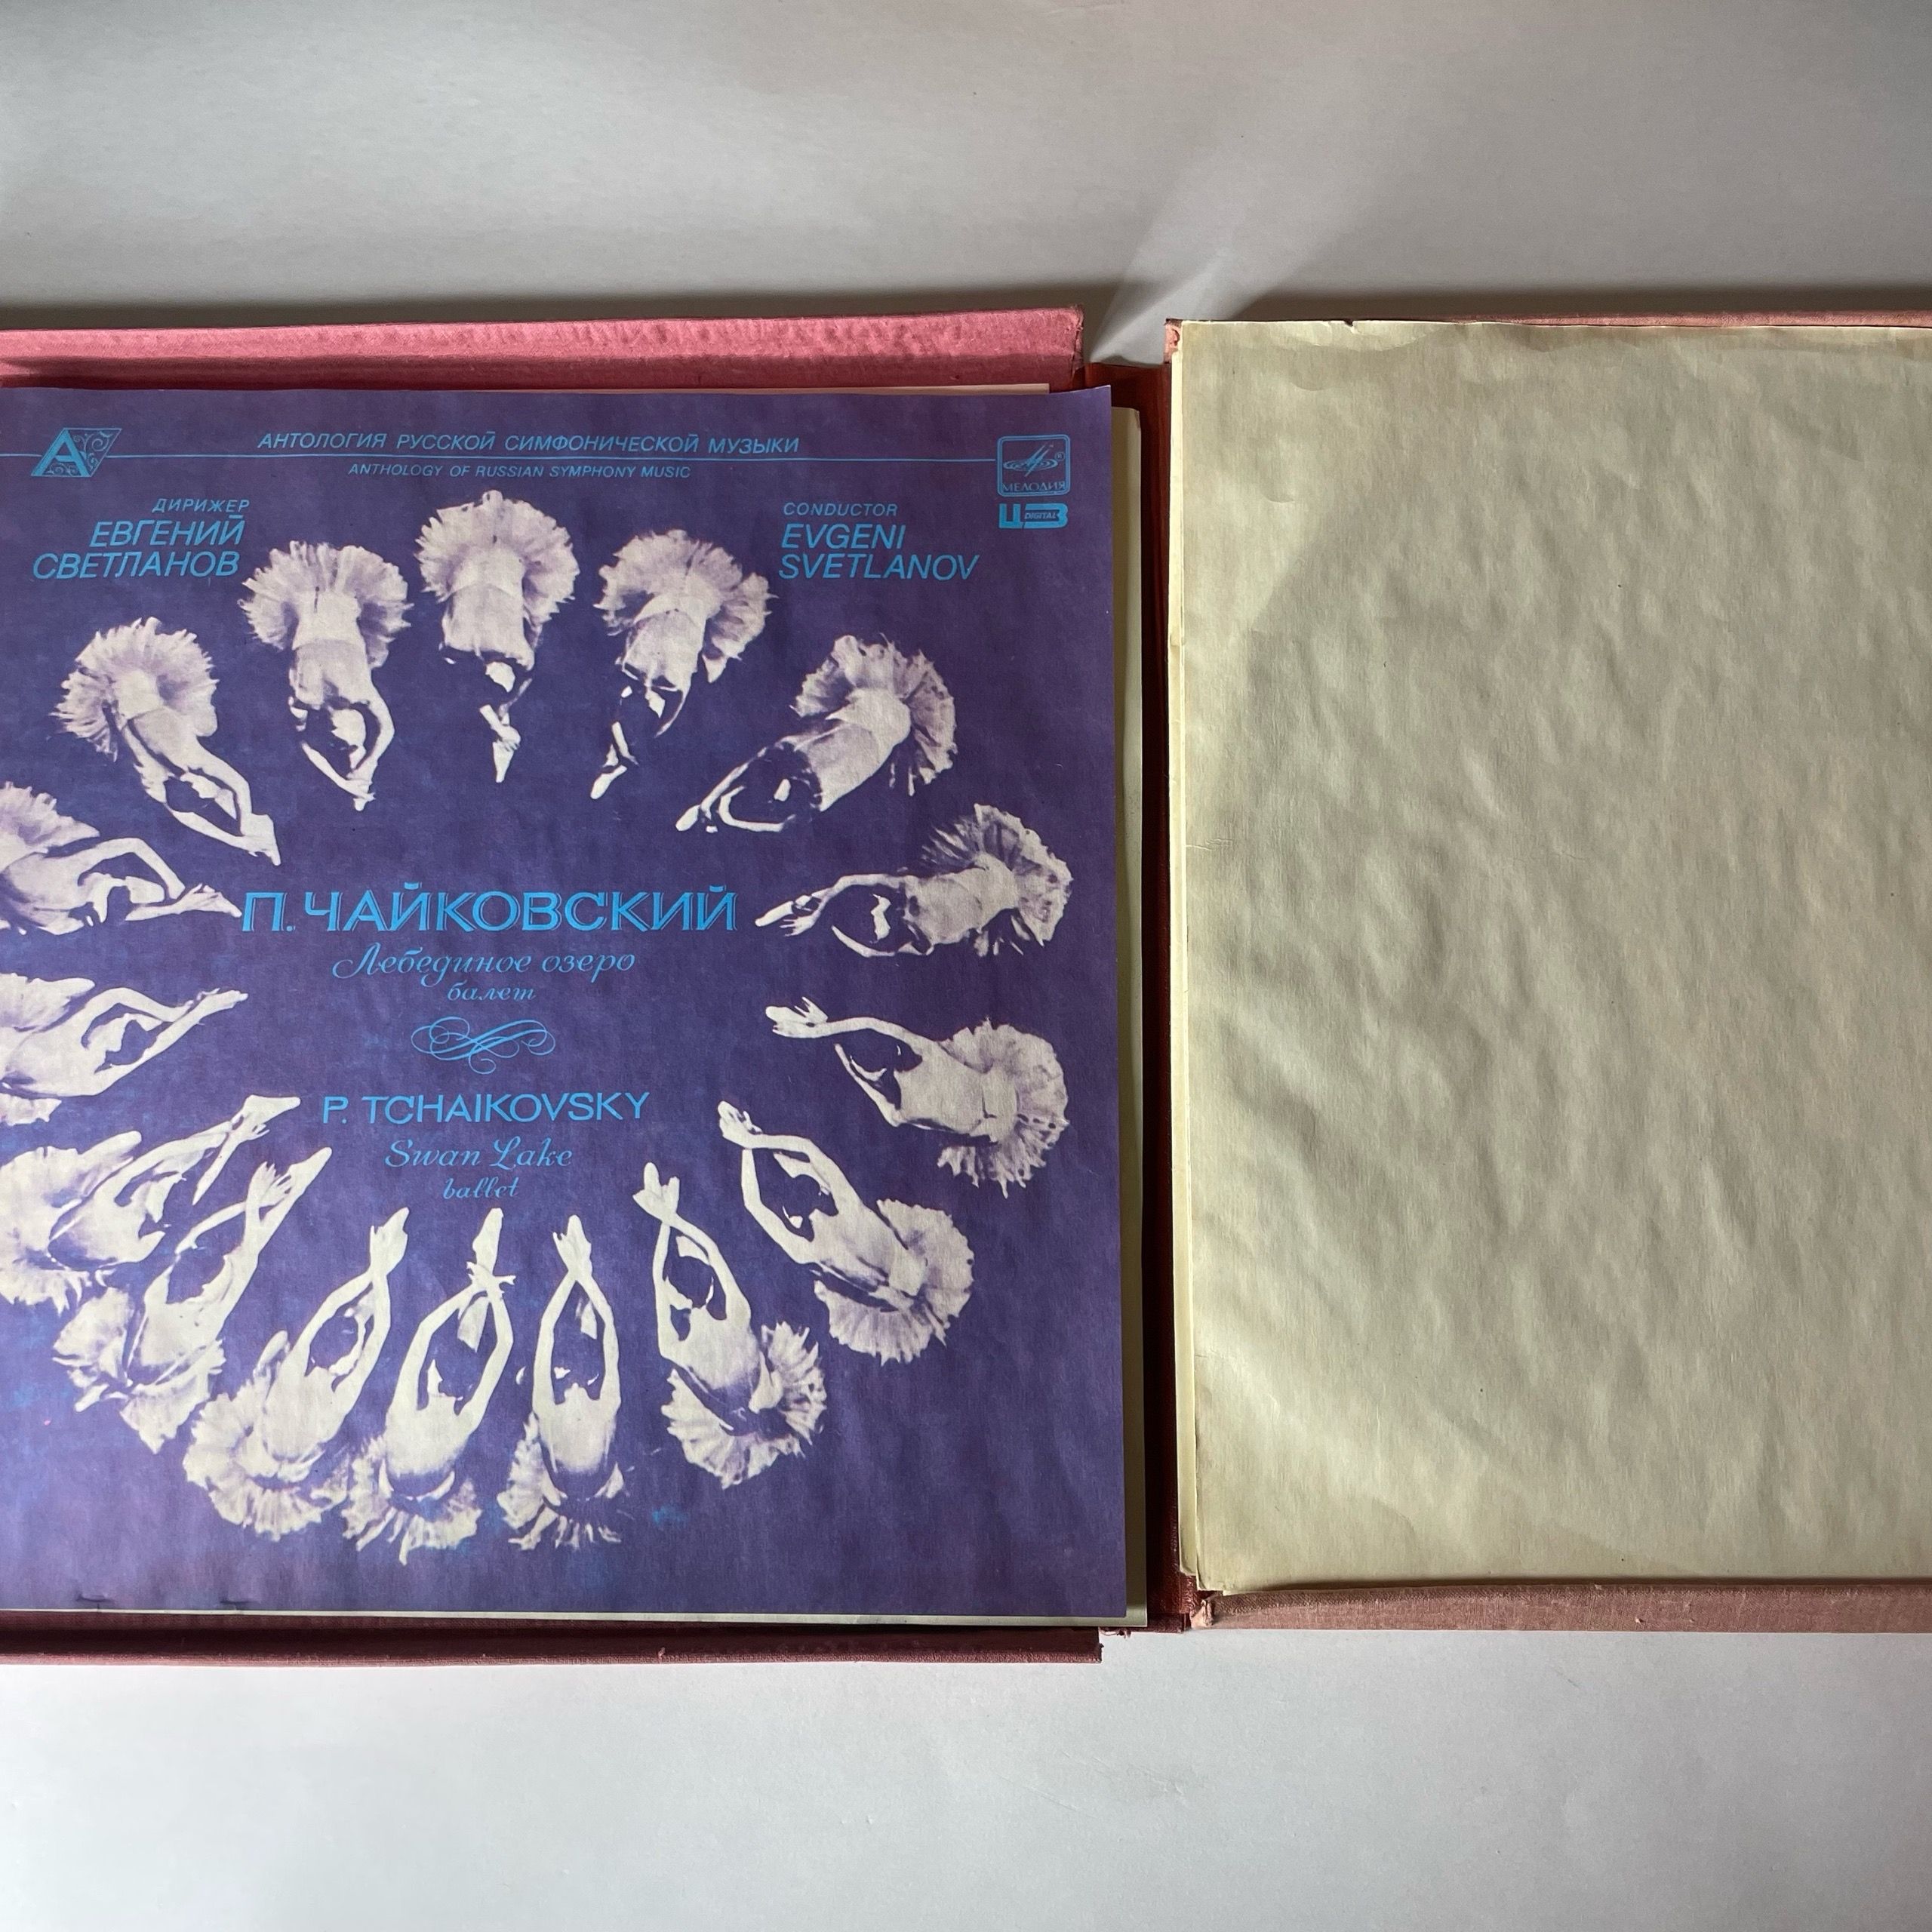 АНТОЛОГИЯ РУССКОЙ СИМФОНИЧЕСКОЙ МУЗЫКИ
ANTHOLOGY OF RUSSIAN SYMPHONY MUSIC
А
МЕЛОДИЯ
ЦЗ DIGITAL
ДИРИЖЕР
ЕВГЕНИЙ
СВЕТЛАНОВ
CONDUCTOR
EVGENI
SVETLANOV
П. ЧАЙКОВСКИЙ
Лебединое озеро
балет
P. TCHAIKOVSKY
Swan Lake
ballet